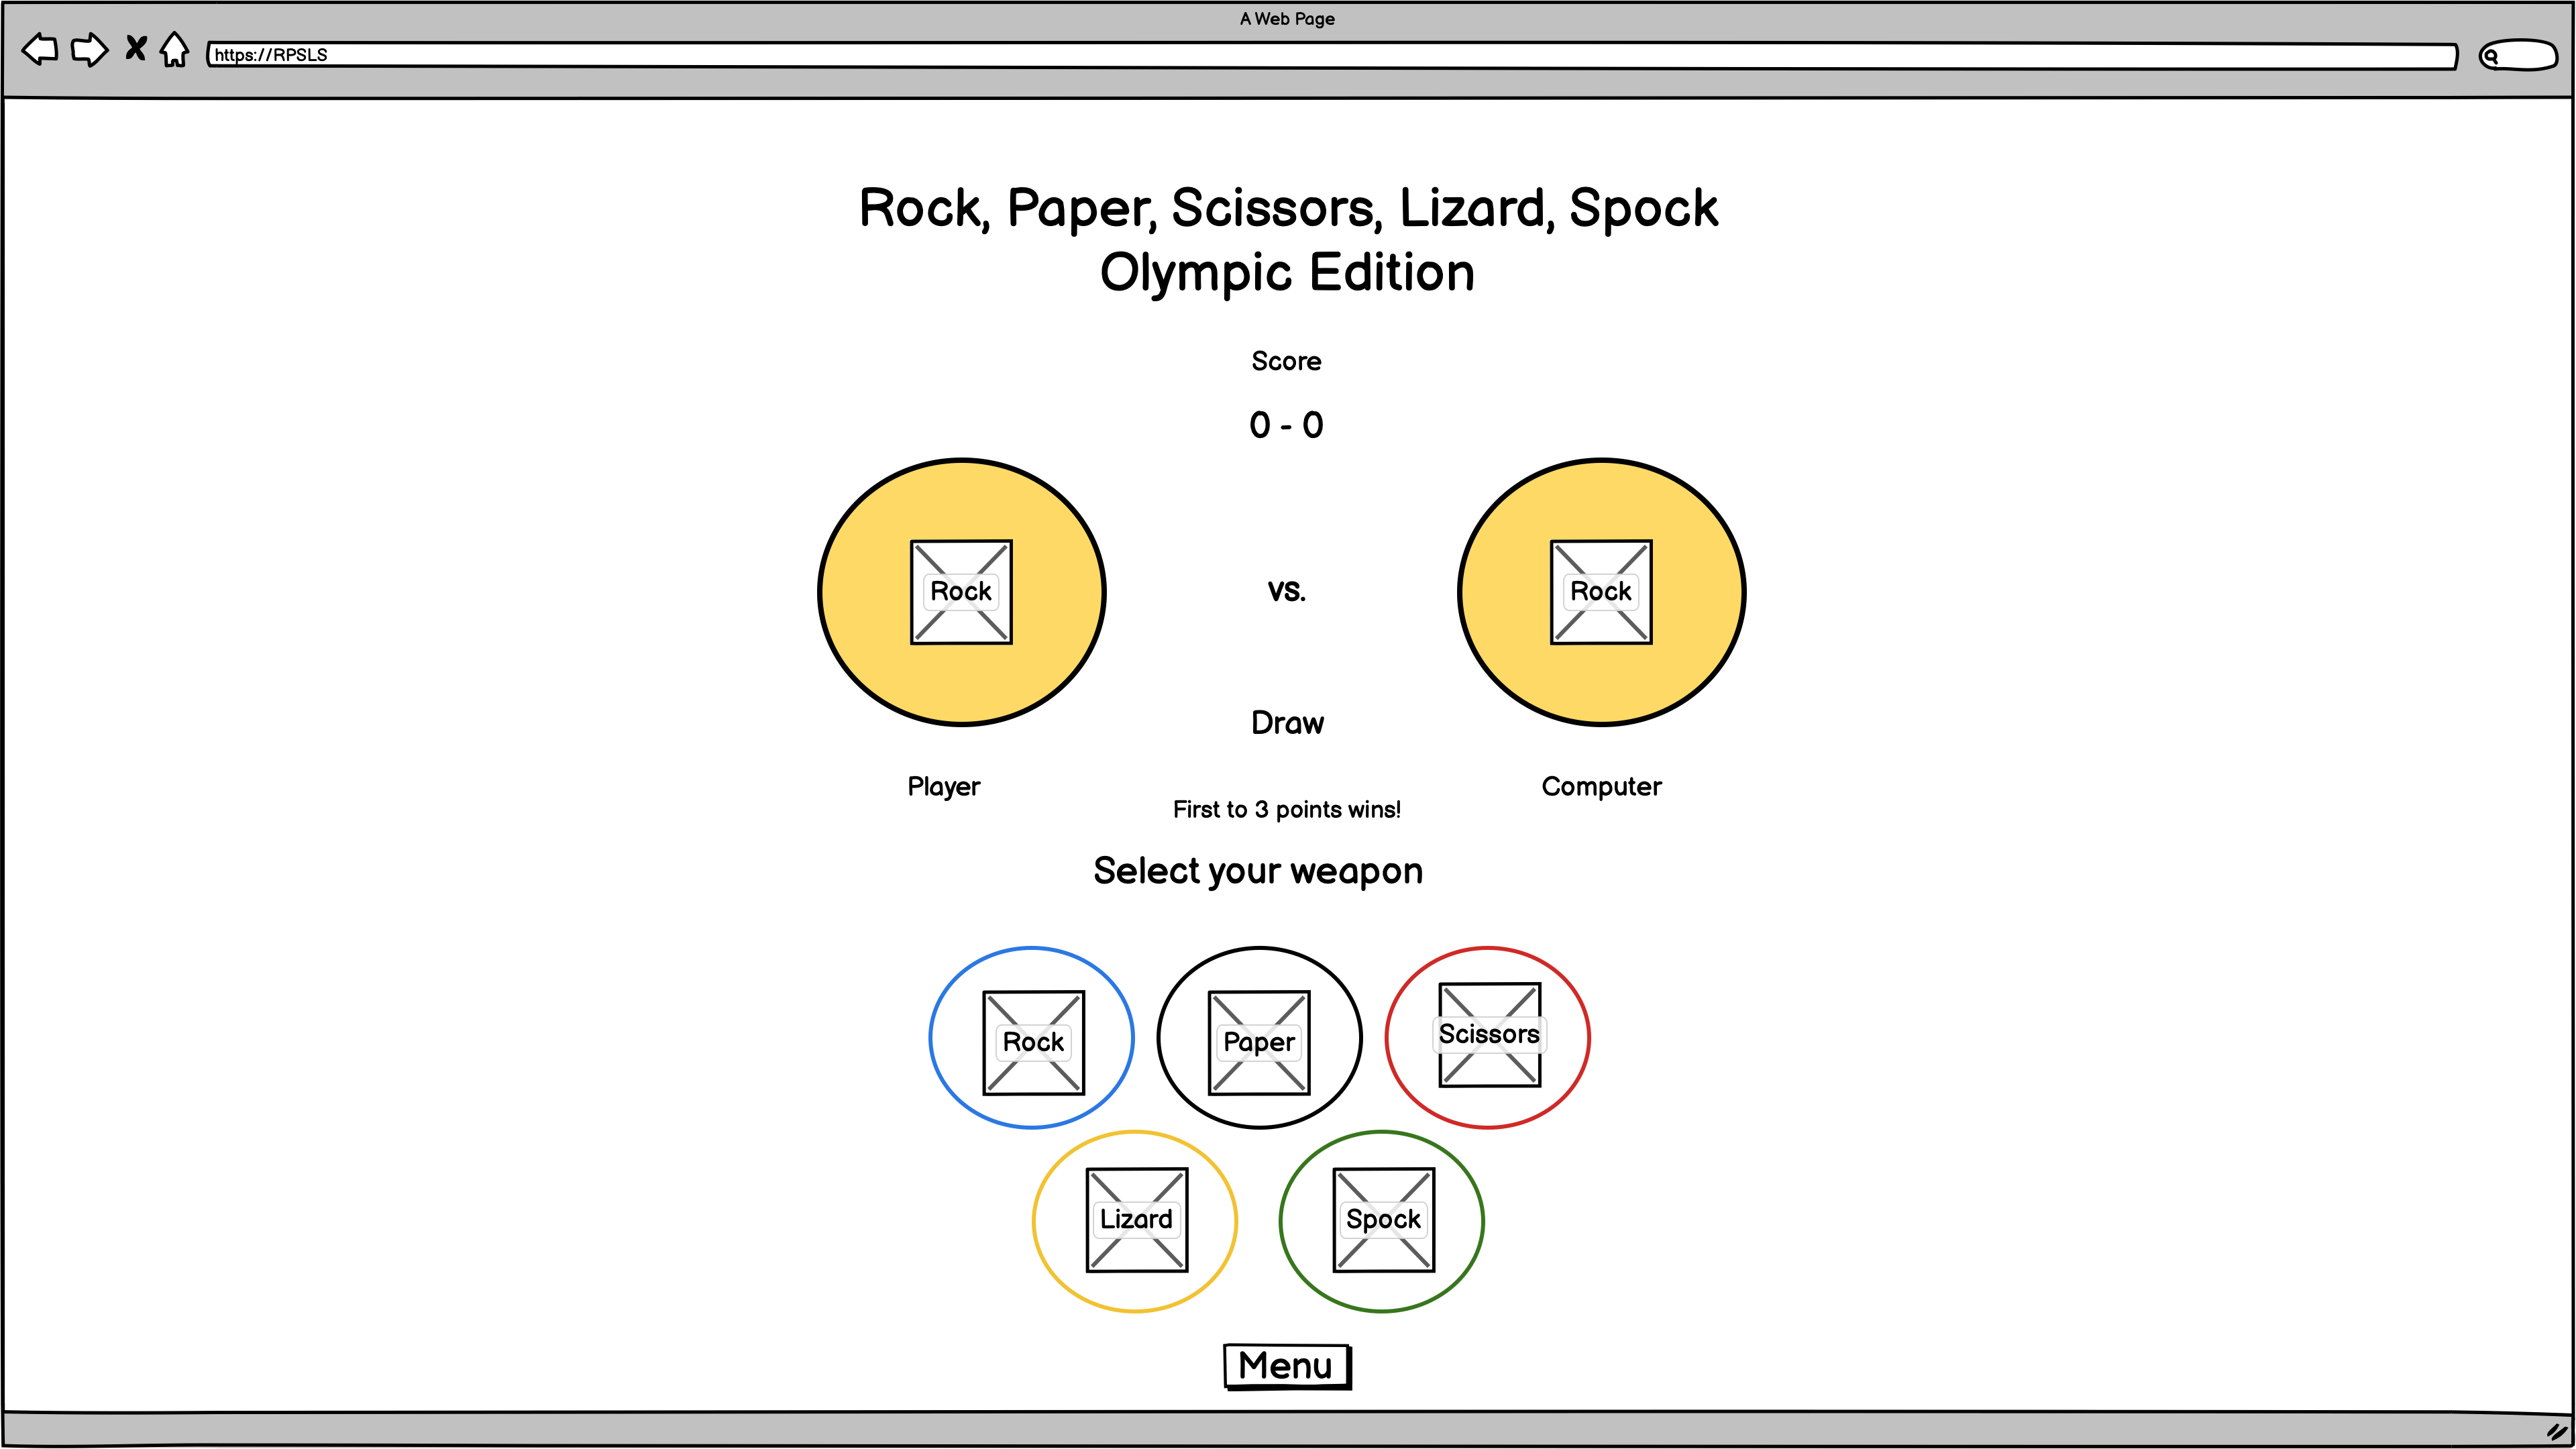 A Web Page
https://RPSLS
Rock, Paper, Scissors, Lizard, Spock
Olympic Edition
Score
0 - 0
Rock
vs.
Rock
Draw
Player
Computer
First to 3 points wins!
Select your weapon
Rock
Paper
Scissors
Lizard
Spock
Menu